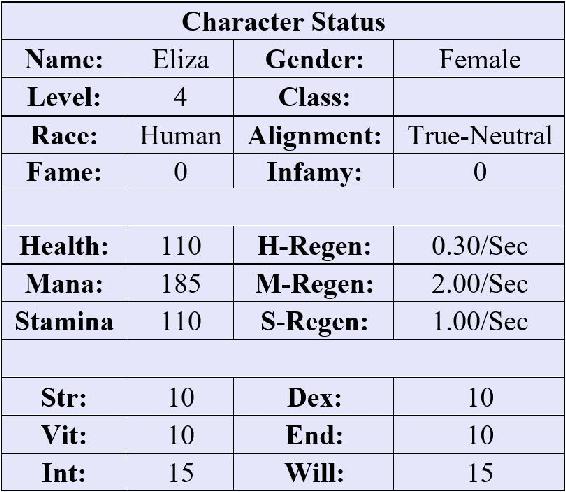 Character Status
Name: Eliza Gender: Female
Level: 4 Class:
Race: Human Alignment: True-Neutral
Fame: 0 Infamy: 0
Health: 110 H-Regen: 0.30/Sec
Mana: 185 M-Regen: 2.00/Sec
Stamina 110 S-Regen: 1.00/Sec
Str: 10 Dex: 10
Vit: 10 End: 10
Int: 15 Will: 15